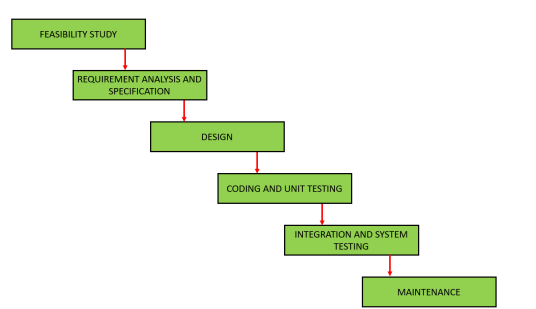 FEASIBILITY STUDY
REQUIREMENT ANALYSIS AND
SPECIFICATION
DESIGN
CODING AND UNIT TESTING
INTEGRATION AND SYSTEM
TESTING
MAINTENANCE